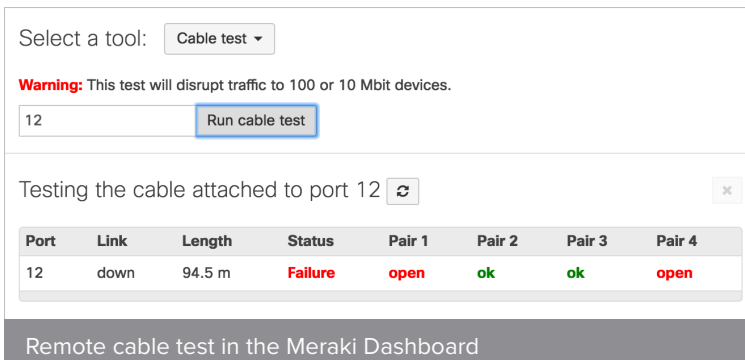 Select a tool: Cable test
Warning: This test will disrupt traffic to 100 or 10 Mbit devices.
12 Run cable test
Testing the cable attached to port 12
Port Link Length Status Pair 1 Pair 2 Pair 3 Pair 4
12 down 94.5 m Failure open ok ok open
Remote cable test in the Meraki Dashboard